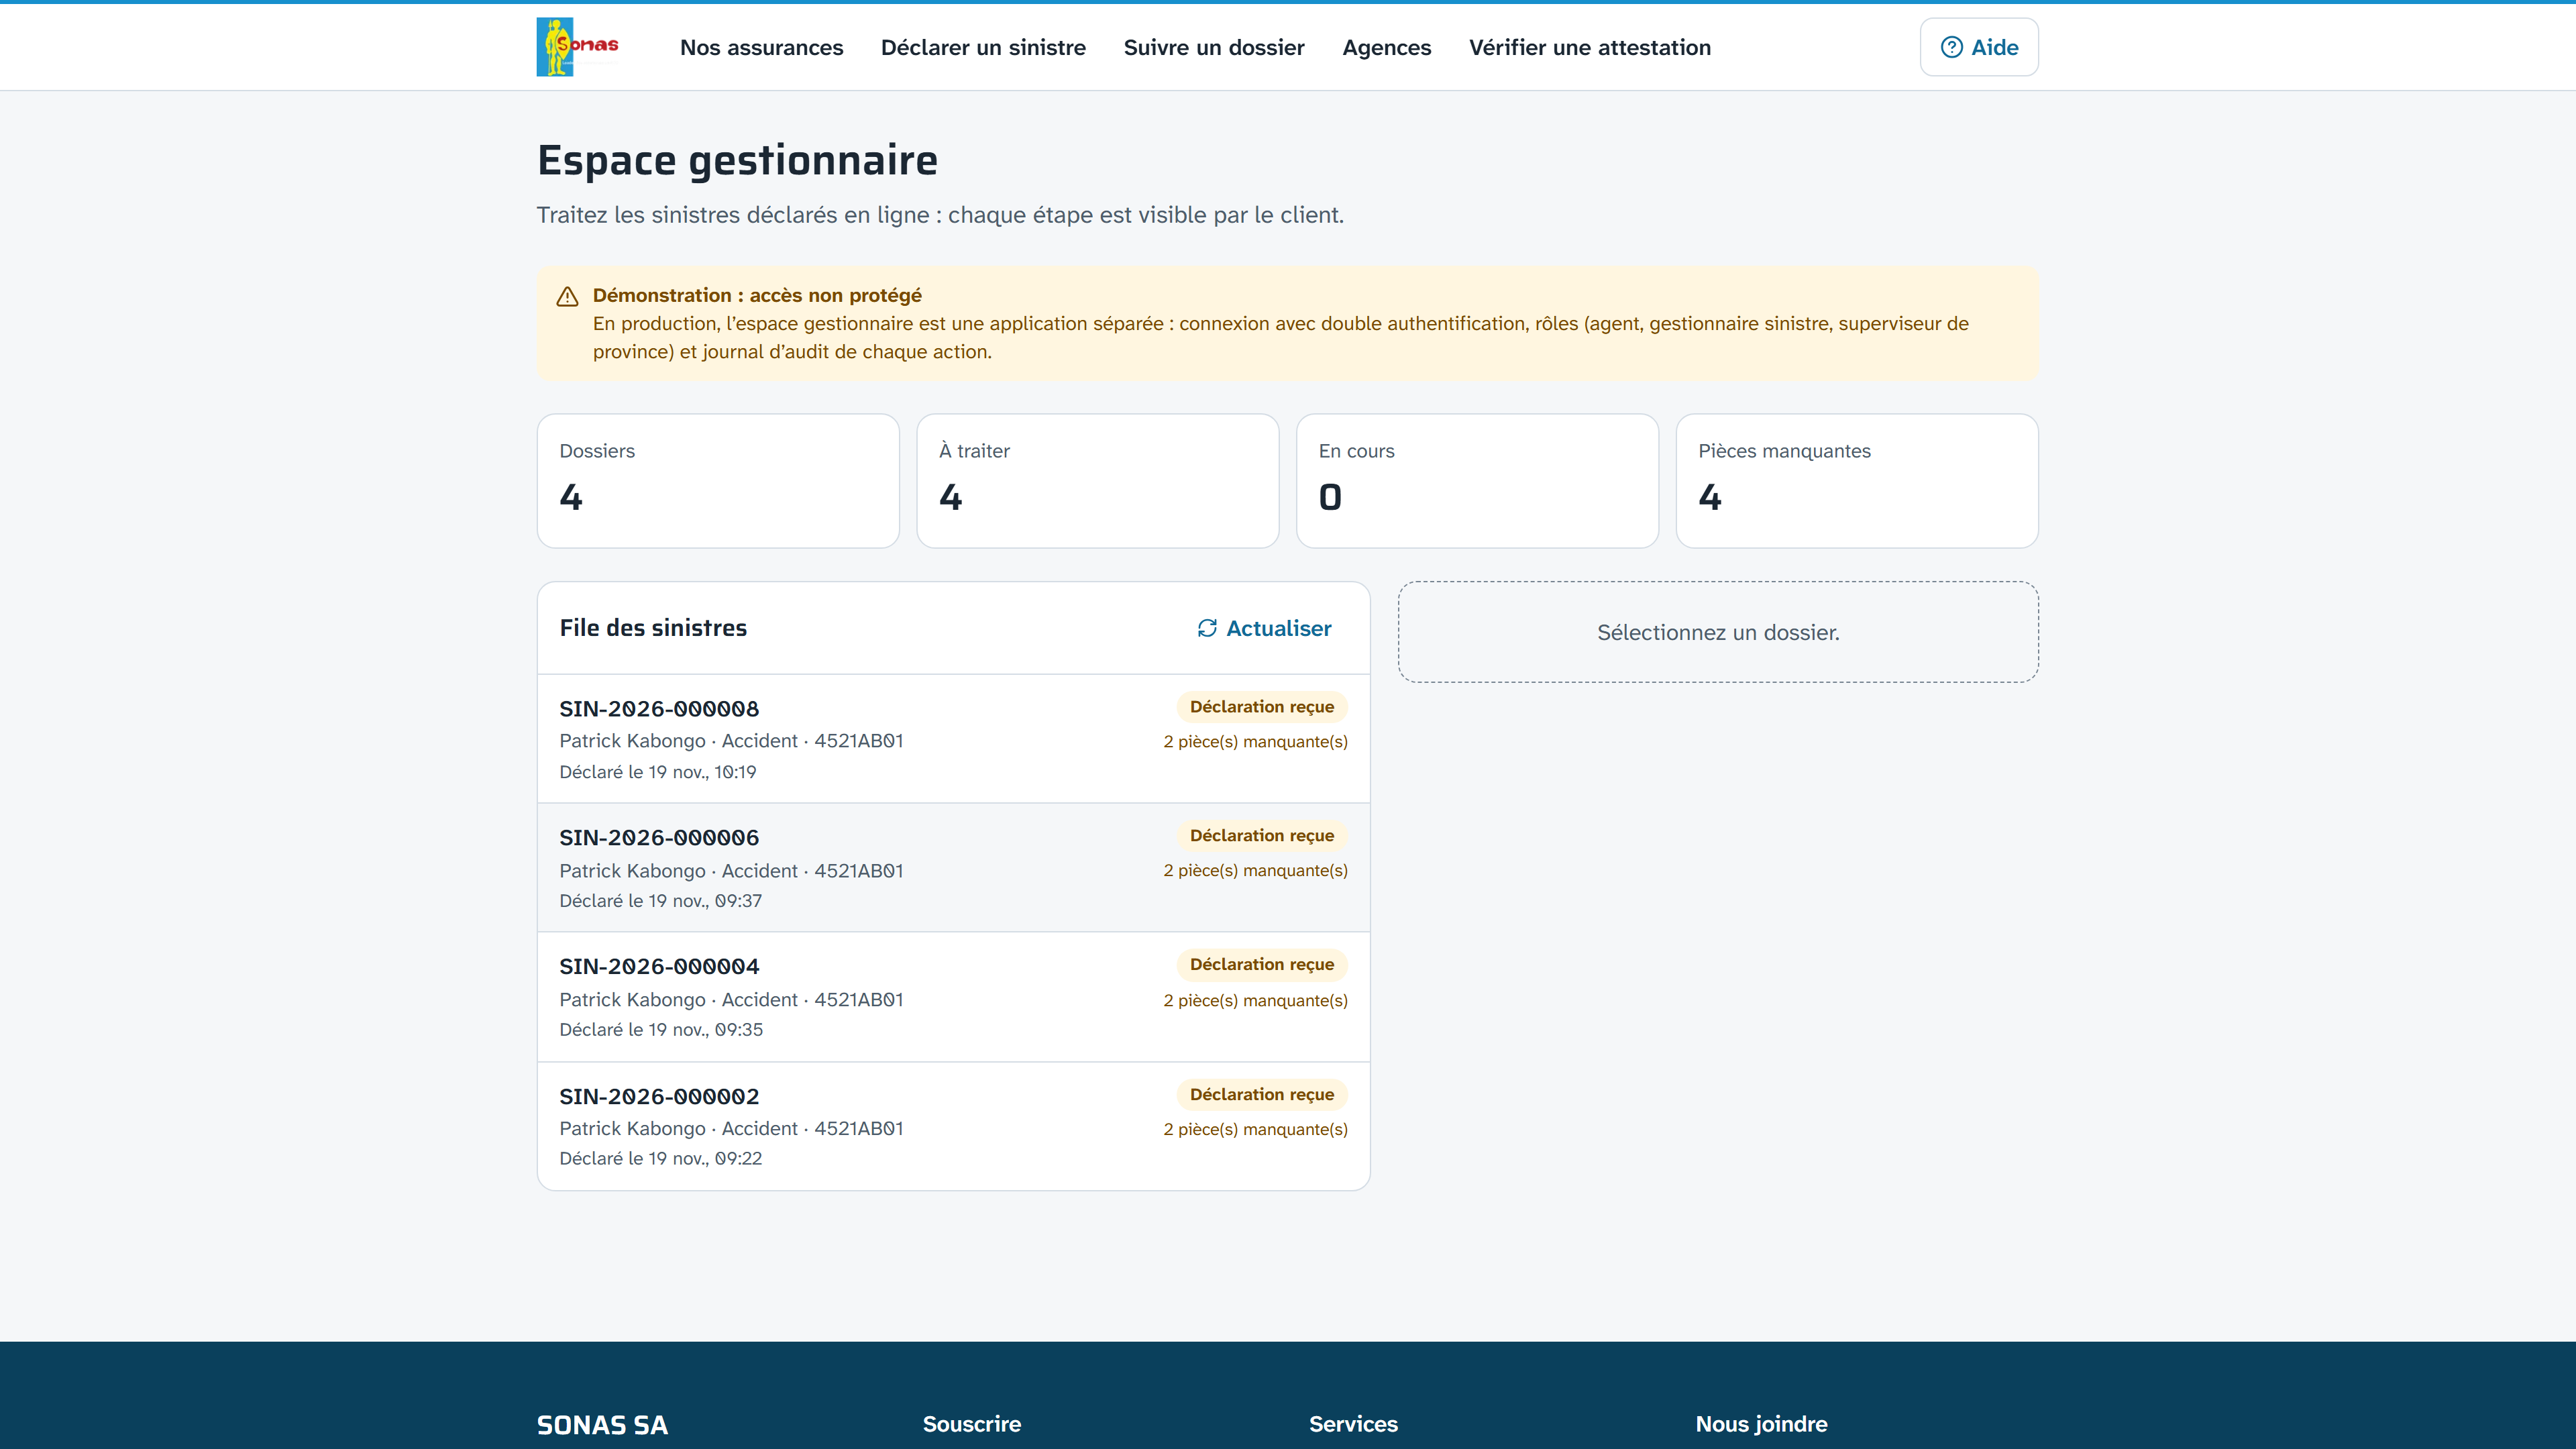 Sonas
Nos assurances
Déclarer un sinistre
Suivre un dossier
Agences
Vérifier une attestation
Aide
Espace gestionnaire
Traitez les sinistres déclarés en ligne : chaque étape est visible par le client.
Démonstration : accès non protégé
En production, l’espace gestionnaire est une application séparée : connexion avec double authentification, rôles (agent, gestionnaire sinistre, superviseur de
province) et journal d’audit de chaque action.
Dossiers
4
À traiter
4
En cours
0
Pièces manquantes
4
File des sinistres
Actualiser
SIN-2026-000008
Déclaration reçue
Patrick Kabongo · Accident · 4521AB01
2 pièce(s) manquante(s)
Déclaré le 19 nov., 10:19
SIN-2026-000006
Déclaration reçue
Patrick Kabongo · Accident · 4521AB01
2 pièce(s) manquante(s)
Déclaré le 19 nov., 09:37
SIN-2026-000004
Déclaration reçue
Patrick Kabongo · Accident · 4521AB01
2 pièce(s) manquante(s)
Déclaré le 19 nov., 09:35
SIN-2026-000002
Déclaration reçue
Patrick Kabongo · Accident · 4521AB01
2 pièce(s) manquante(s)
Déclaré le 19 nov., 09:22
Sélectionnez un dossier.
SONAS SA
Souscrire
Services
Nous joindre